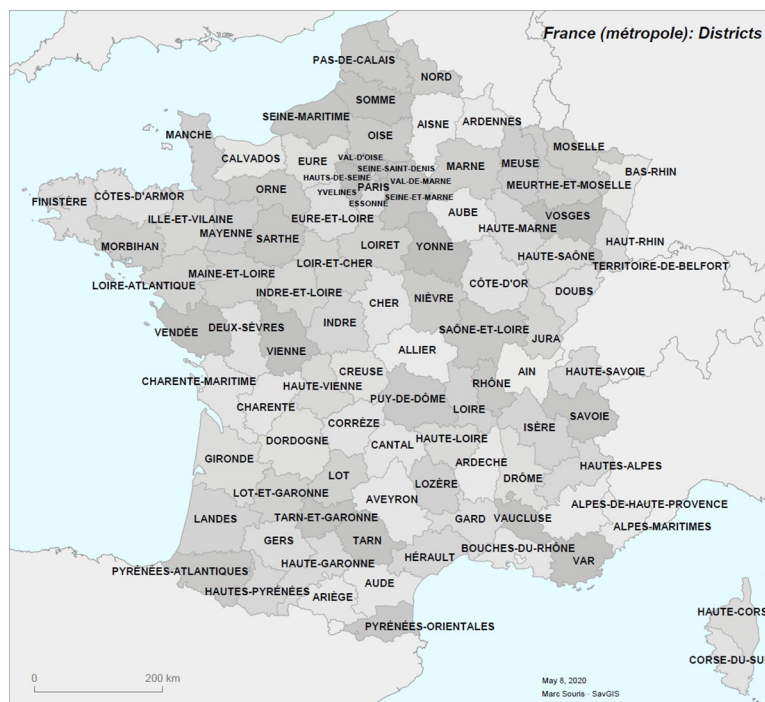 France (métropole): Districts
PAS-DE-CALAIS
NORD
SOMME
SEINE-MARITIME
AISNE
ARDENNES
OISE
MANCHE
CALVADOS
EURE
VAL-D'OISE
SEINE-SAINT-DENIS
HAUTS-DE-SEINE
PARIS
VAL-DE-MARNE
YVELINES
SEINE-ET-MARNE
ESSONNE
MARNE
MEUSE
MOSELLE
BAS-RHIN
MEURTHE-ET-MOSELLE
FINISTÈRE
CÔTES-D'ARMOR
ORNE
ILLE-ET-VILAINE
EURE-ET-LOIRE
AUBE
VOSGES
HAUTE-MARNE
MAYENNE
SARTHE
MORBIHAN
LOIRET
YONNE
HAUT-RHIN
HAUTE-SAÔNE
TERRITOIRE-DE-BELFORT
LOIR-ET-CHER
MAINE-ET-LOIRE
LOIRE-ATLANTIQUE
INDRE-ET-LOIRE
CHER
NIÈVRE
CÔTE-D'OR
DOUBS
VENDÉE
DEUX-SÈVRES
INDRE
SAÔNE-ET-LOIRE
JURA
VIENNE
ALLIER
CHARENTE-MARITIME
HAUTE-VIENNE
CREUSE
PUY-DE-DÔME
RHÔNE
AIN
HAUTE-SAVOIE
CHARENTE
LOIRE
SAVOIE
CORRÈZE
ISÈRE
DORDOGNE
CANTAL
HAUTE-LOIRE
GIRONDE
ARDECHE
DRÔME
HAUTES-ALPES
LOT
LOZÈRE
LOT-ET-GARONNE
AVEYRON
ALPES-DE-HAUTE-PROVENCE
LANDES
TARN-ET-GARONNE
GARD
VAUCLUSE
ALPES-MARITIMES
GERS
TARN
BOUCHES-DU-RHÔNE
HÉRAULT
VAR
PYRÉNÉES-ATLANTIQUES
HAUTE-GARONNE
HAUTES-PYRÉNÉES
ARIÈGE
AUDE
PYRÉNÉES-ORIENTALES
HAUTE-CORS
CORSE-DU-SU
0 200 km
May 8, 2020
Marc Souris - SavGIS